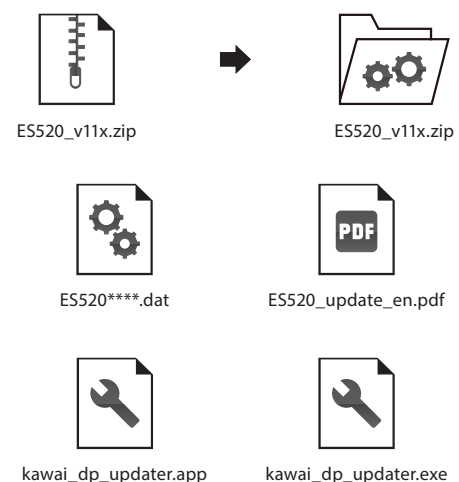 ES520_v11x.zip
ES520_v11x.zip
ES520****.dat
PDF
ES520_update_en.pdf
kawai_dp_updater.app
kawai_dp_updater.exe